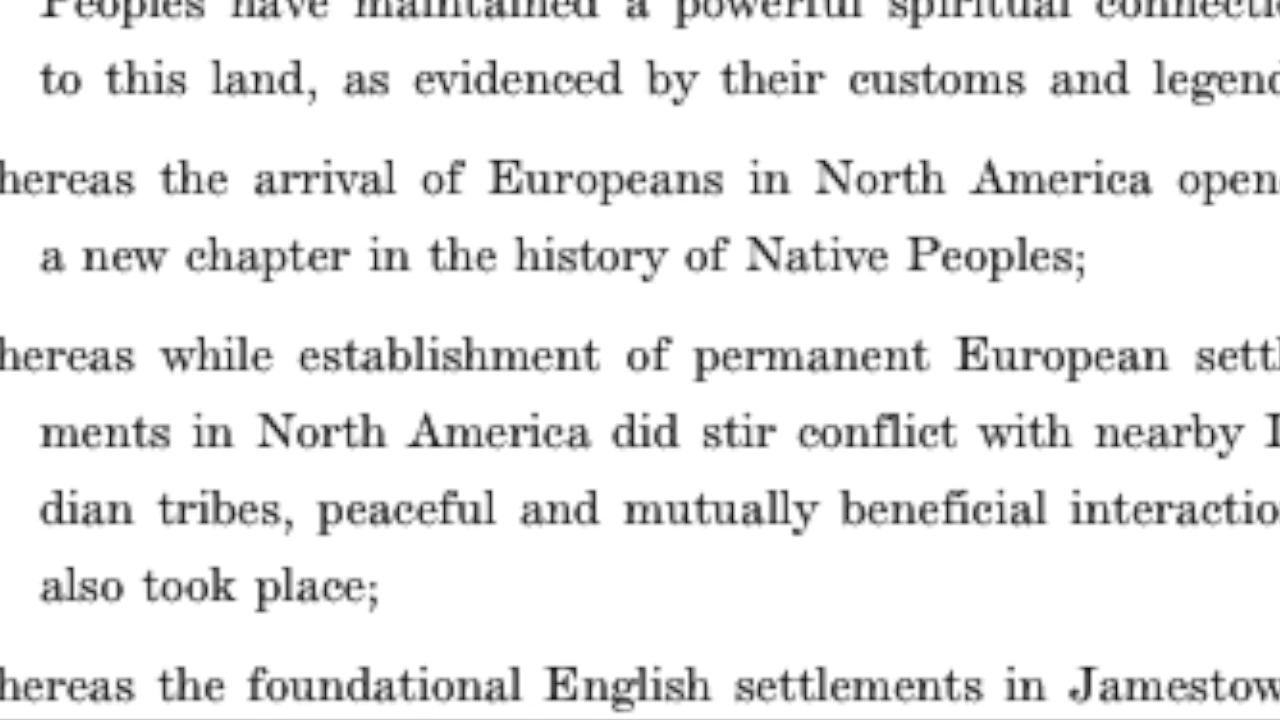 Peoples have maintained a powerful spiritual connecti
to this land, as evidenced by their customs and legend
hereas the arrival of Europeans in North America open
a new chapter in the history of Native Peoples;
hereas while establishment of permanent European settl
ments in North America did stir conflict with nearby I
dian tribes, peaceful and mutually beneficial interactio
also took place;
hereas the foundational English settlements in Jamestow